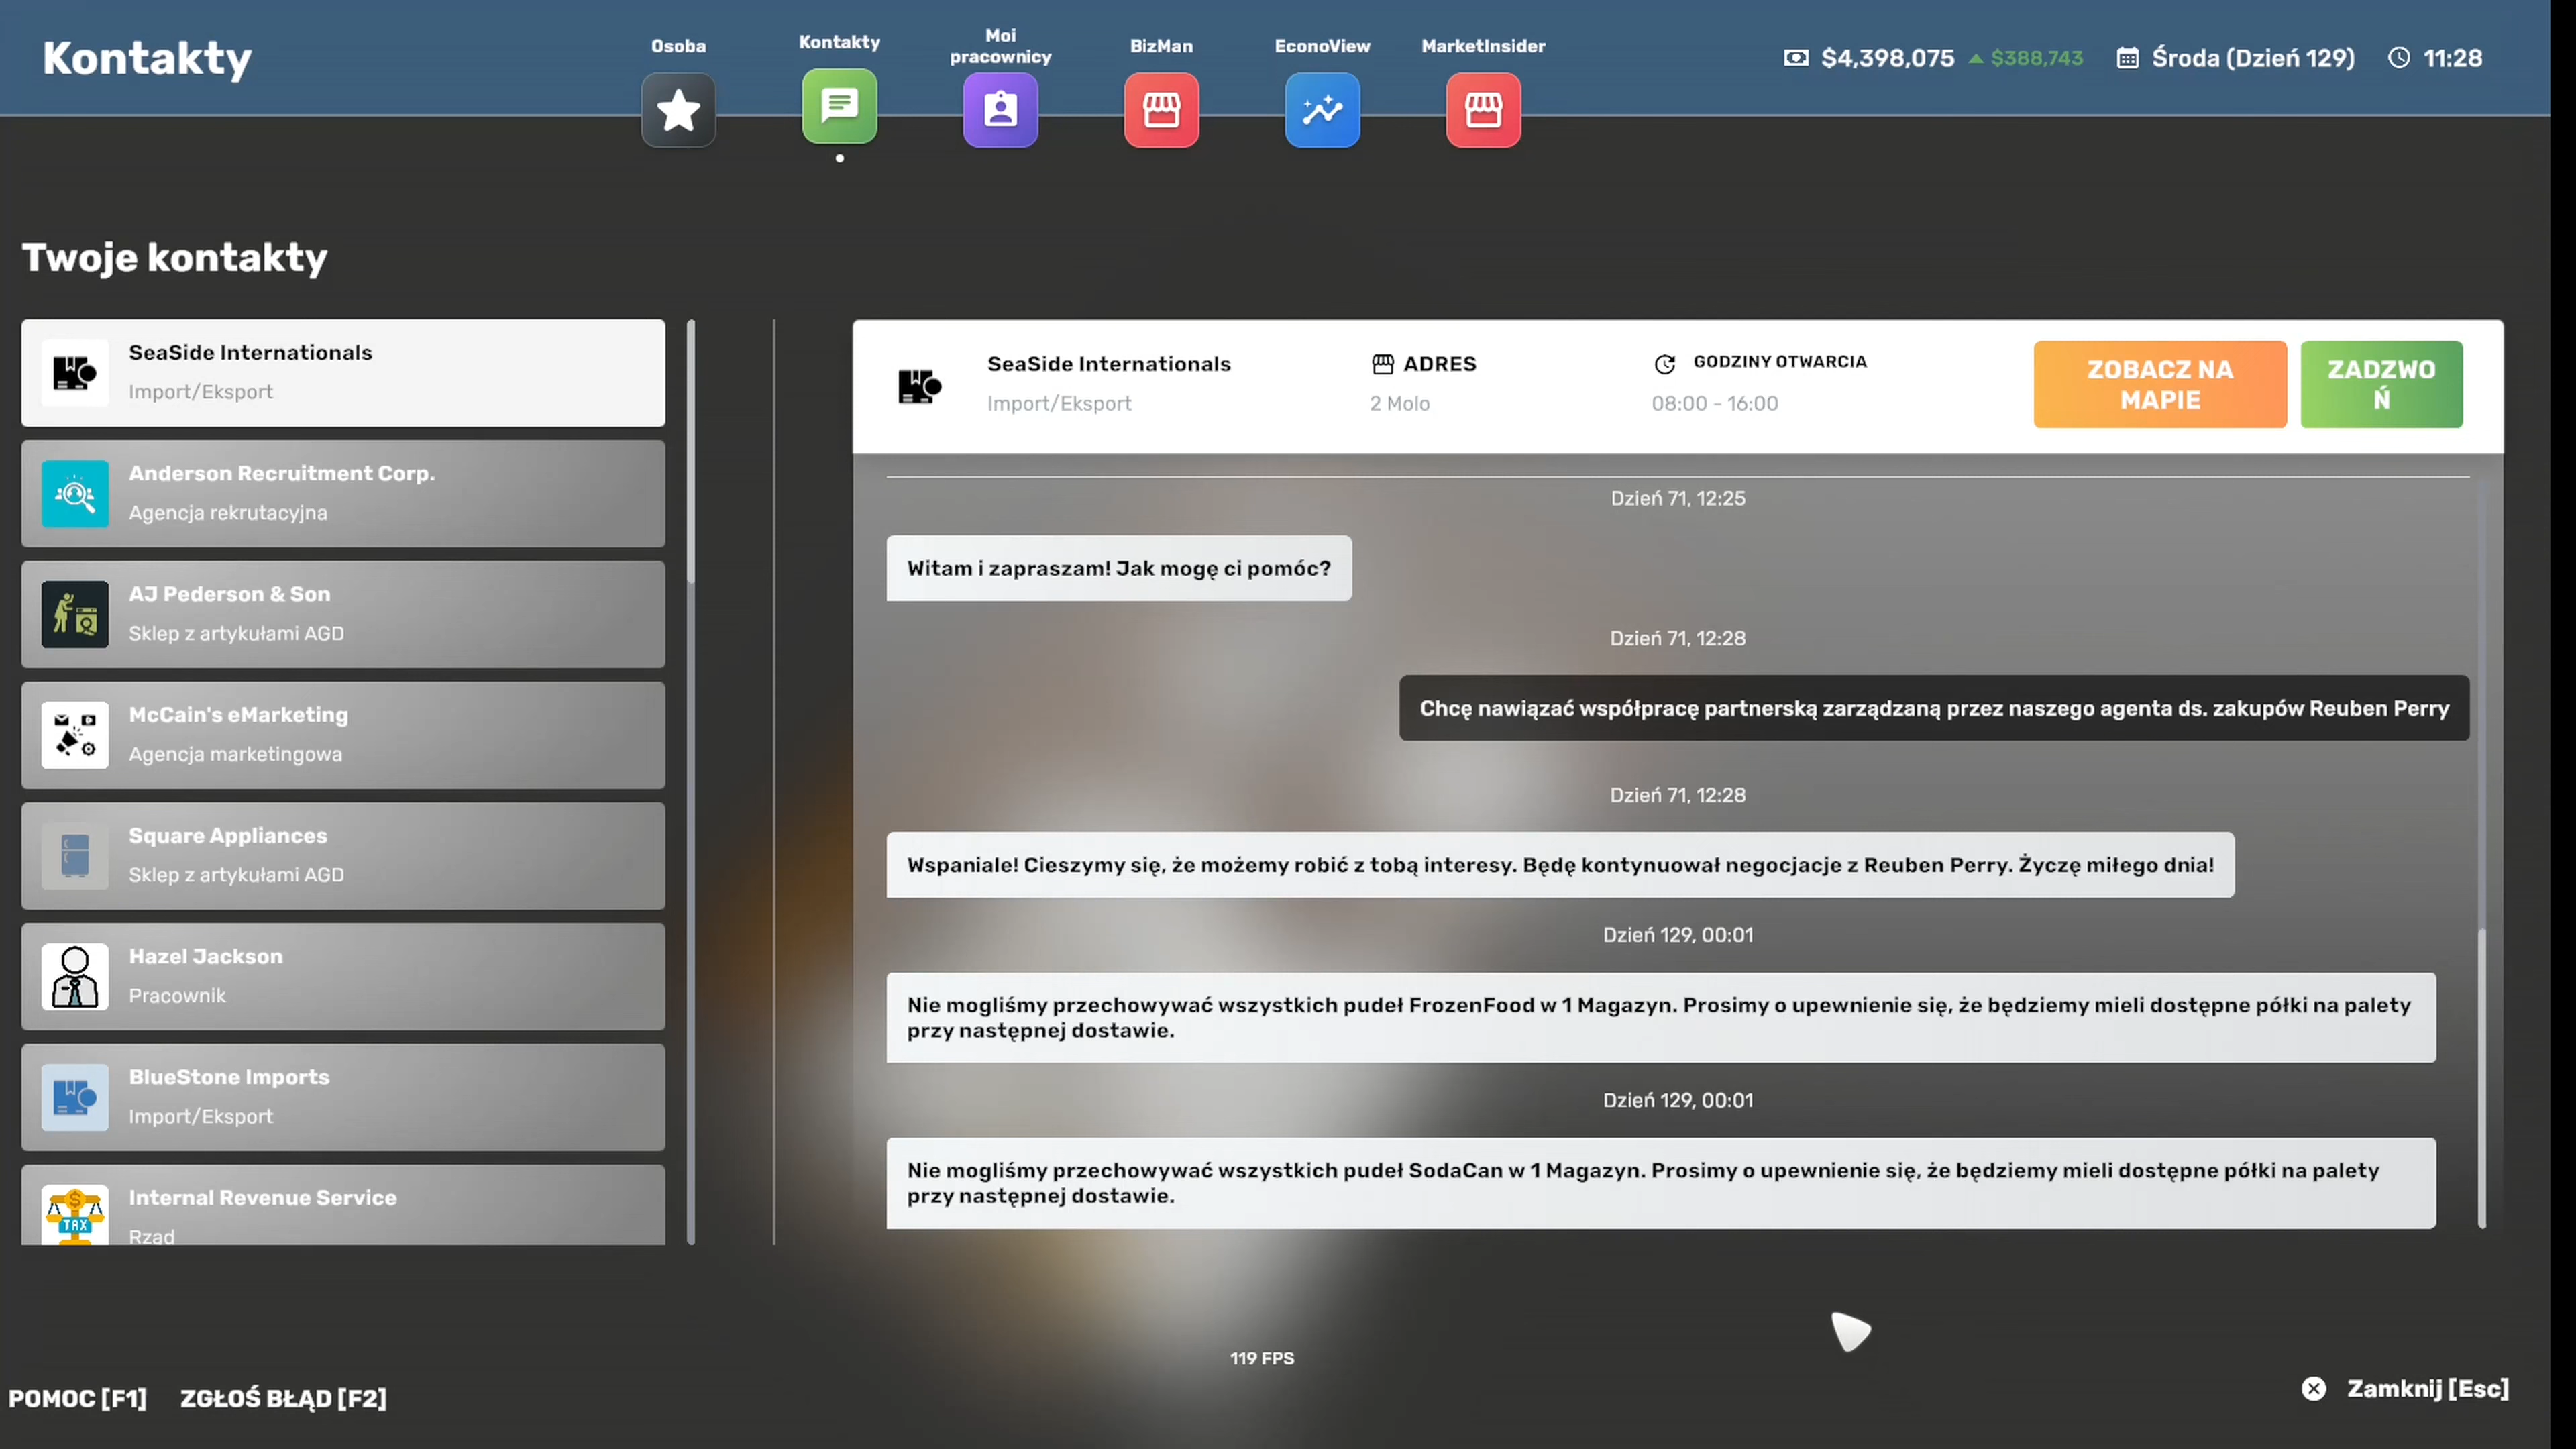 Kontakty
Osoba
Kontakty
Moi
pracownicy
BizMan
EconoView
MarketInsider
$4,398,075
$388,743
Środa (Dzień 129)
11:28
Twoje kontakty
SeaSide Internationals
Import/Eksport
Anderson Recruitment Corp.
Agencja rekrutacyjna
AJ Pederson & Son
Sklep z artykułami AGD
McCain's eMarketing
Agencja marketingowa
Square Appliances
Sklep z artykułami AGD
Hazel Jackson
Pracownik
BlueStone Imports
Import/Eksport
TAX
Internal Revenue Service
Rząd
SeaSide Internationals
Import/Eksport
ADRES
2 Molo
GODZINY OTWARCIA
08:00 - 16:00
ZOBACZ NA
MAPIE
ZADZWO
Ń
Dzień 71, 12:25
Witam i zapraszam! Jak mogę ci pomóc?
Dzień 71, 12:28
Chcę nawiązać współpracę partnerską zarządzaną przez naszego agenta ds. zakupów Reuben Perry
Dzień 71, 12:28
Wspaniale! Cieszymy się, że możemy robić z tobą interesy. Będę kontynuował negocjacje z Reuben Perry. Życzę miłego dnia!
Dzień 129, 00:01
Nie mogliśmy przechowywać wszystkich pudeł FrozenFood w 1 Magazyn. Prosimy o upewnienie się, że będziemy mieli dostępne półki na palety
przy następnej dostawie.
Dzień 129, 00:01
Nie mogliśmy przechowywać wszystkich pudeł SodaCan w 1 Magazyn. Prosimy o upewnienie się, że będziemy mieli dostępne półki na palety
przy następnej dostawie.
119 FPS
POMOC [F1]
ZGŁOŚ BŁĄD [F2]
Zamknij [Esc]